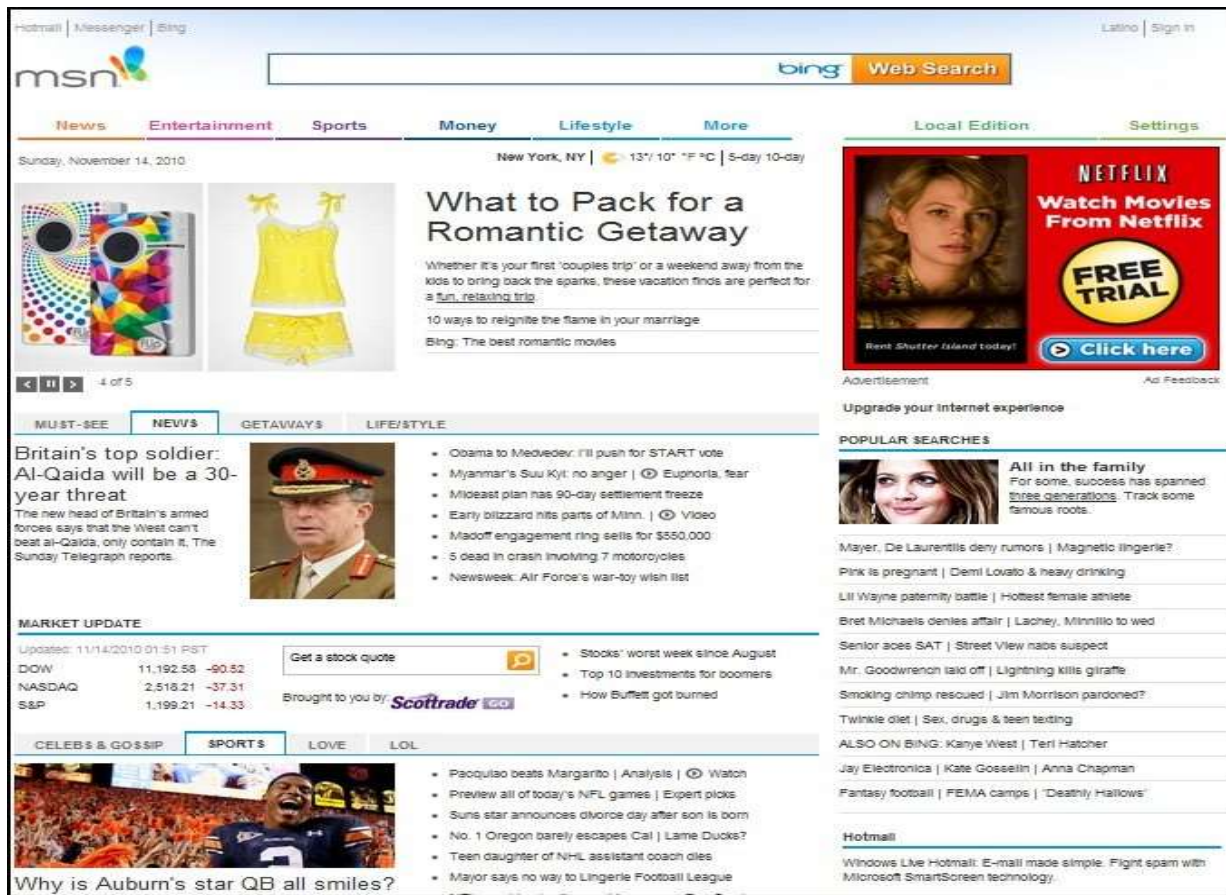 Hotmail | Messenger | Bing
Latino | Sign in
msn
bing Web Search
News Entertainment Sports Money Lifestyle More Local Edition Settings
Sunday, November 14, 2010
New York, NY | 13°/ 10° °F °C | 5-day 10-day
What to Pack for a
Romantic Getaway
Whether it's your first "couples trip" or a weekend away from the
kids to bring back the sparks, these vacation finds are perfect for
a fun, relaxing trip.
10 ways to reignite the flame in your marriage
Bing: The best romantic movies
4 of 5
NETFLIX
Watch Movies
From Netflix
FREE
TRIAL
Rent Shutter Island today!
Click here
Advertisement
Ad Feedback
Upgrade your Internet experience
MUST-SEE NEWS GETAWAYS LIFE/STYLE
Britain's top soldier:
Al-Qaida will be a 30-
year threat
The new head of Britain's armed
forces says that the West can't
beat al-Qaida, only contain it, The
Sunday Telegraph reports.
Obama to Medvedev: I'll push for START vote
Myanmar's Suu Kyi: no anger | Euphoria, fear
Mideast plan has 90-day settlement freeze
Early blizzard hits parts of Minn. | Video
Madoff engagement ring sells for $550,000
5 dead in crash involving 7 motorcycles
Newsweek: Air Force's war-toy wish list
MARKET UPDATE
Updated: 11/14/2010 01:51 PST
DOW 11,192.58 -90.52
NASDAQ 2,518.21 -37.31
S&P 1,199.21 -14.33
Get a stock quote
Brought to you by: Scottrade GO
Stocks' worst week since August
Top 10 investments for boomers
How Buffett got burned
CELEBS & GOSSIP SPORTS LOVE LOL
Why is Auburn's star QB all smiles?
Pacquiao beats Margarito | Analysis | Watch
Preview all of today's NFL games | Expert picks
Suns star announces divorce day after son is born
No. 1 Oregon barely escapes Cal | Lame Ducks?
Teen daughter of NHL assistant coach dies
Mayor says no way to Lingerie Football League
POPULAR SEARCHES
All in the family
For some, success has spanned
three generations. Track some
famous roots.
Mayer, De Laurentiis deny rumors | Magnetic lingerie?
Pink is pregnant | Demi Lovato & heavy drinking
Lil Wayne paternity battle | Hottest female athlete
Bret Michaels denies affair | Lachey, Minnillo to wed
Senior aces SAT | Street View nabs suspect
Mr. Goodwrench laid off | Lightning kills giraffe
Smoking chimp rescued | Jim Morrison pardoned?
Twinkie diet | Sex, drugs & teen texting
ALSO ON BING: Kanye West | Teri Hatcher
Jay Electronica | Kate Gosselin | Anna Chapman
Fantasy football | FEMA camps | 'Deathly Hallows'
Hotmail
Windows Live Hotmail: E-mail made simple. Fight spam with
Microsoft SmartScreen technology.